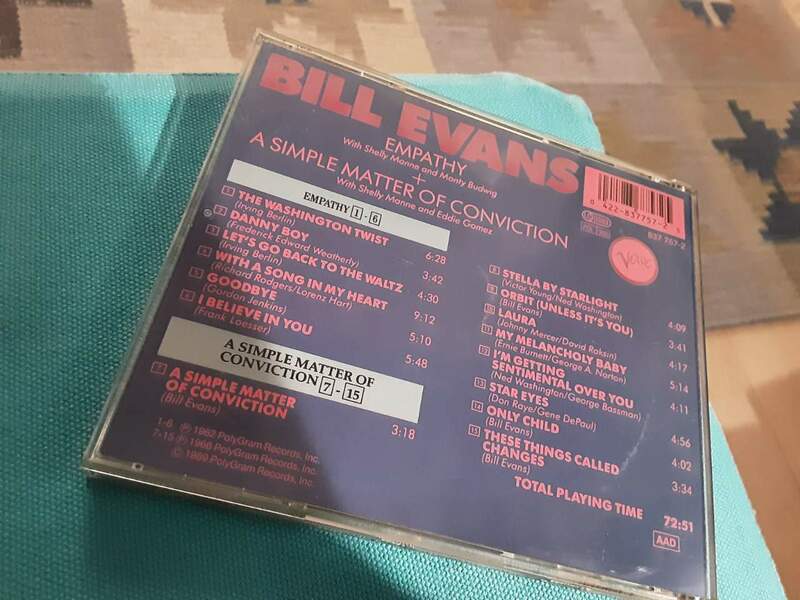 BILL EVANS
EMPATHY
With Shelly Manne and Monty Budwig
+
A SIMPLE MATTER OF CONVICTION
With Shelly Manne and Eddie Gomez
0 422-837757-2
837 757-2
Verve
EMPATHY 1 - 6
1 THE WASHINGTON TWIST 6:28
(Irving Berlin)
2 DANNY BOY 3:42
(Frederick Edward Weatherly)
3 LET'S GO BACK TO THE WALTZ 4:30
(Irving Berlin)
4 WITH A SONG IN MY HEART 9:12
(Richard Rodgers/Lorenz Hart)
5 GOODBYE 5:10
(Gordon Jenkins)
6 I BELIEVE IN YOU 5:48
(Frank Loesser)
A SIMPLE MATTER OF
CONVICTION 7 - 15
7 A SIMPLE MATTER
OF CONVICTION 3:18
(Bill Evans)
8 STELLA BY STARLIGHT 4:09
(Victor Young/Ned Washington)
9 ORBIT (UNLESS IT'S YOU) 3:41
(Bill Evans)
10 LAURA 4:17
(Johnny Mercer/David Raksin)
11 MY MELANCHOLY BABY 5:14
(Ernie Burnett/George A. Norton)
12 I'M GETTING
SENTIMENTAL OVER YOU 4:11
(Ned Washington/George Bassman)
13 STAR EYES 4:56
(Don Raye/Gene DePaul)
14 ONLY CHILD 4:02
(Bill Evans)
15 THESE THINGS CALLED
CHANGES 3:34
(Bill Evans)
TOTAL PLAYING TIME 72:51
AAD
1-6 Ⓟ 1962 PolyGram Records, Inc.
7-15 Ⓟ 1966 PolyGram Records, Inc.
© 1989 PolyGram Records, Inc.